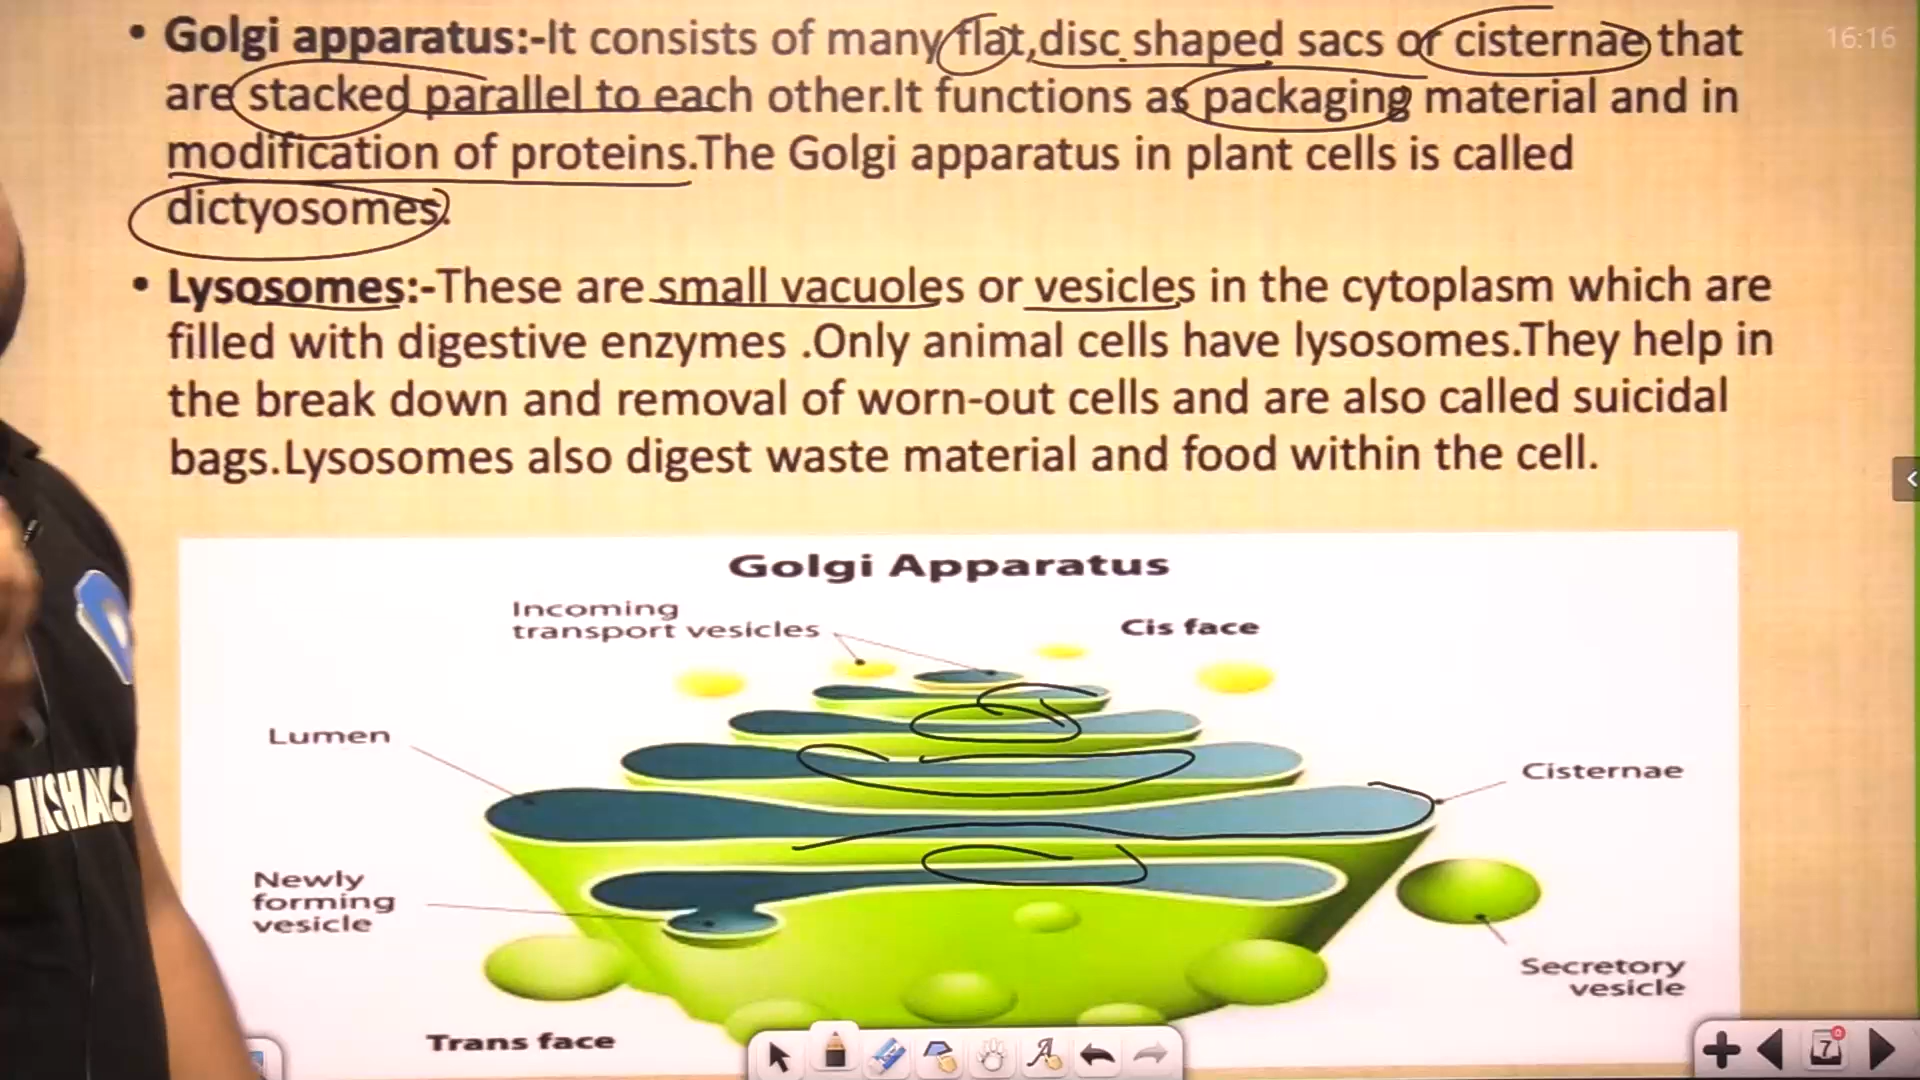 • Golgi apparatus:-It consists of many flat,disc shaped sacs or cisternae that
are stacked parallel to each other.It functions as packaging material and in
modification of proteins.The Golgi apparatus in plant cells is called
dictyosomes.
16:16
• Lysosomes:-These are small vacuoles or vesicles in the cytoplasm which are
filled with digestive enzymes .Only animal cells have lysosomes.They help in
the break down and removal of worn-out cells and are also called suicidal
bags.Lysosomes also digest waste material and food within the cell.
Golgi Apparatus
Incoming
transport vesicles
Cis face
Lumen
Cisternae
Newly
forming
vesicle
Secretory
vesicle
Trans face
7
0